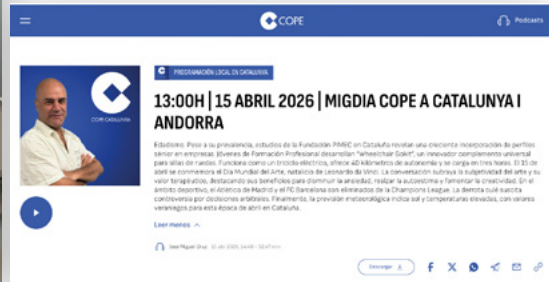 COPE
Podcasts
COPE CATALUNYA
PROGRAMACIÓN LOCAL EN CATALUNYA
13:00H | 15 ABRIL 2026 | MIGDIA COPE A CATALUNYA I
ANDORRA
Edadismo. Pese a su prevalencia, estudios de la Fundación PIMEC en Cataluña revelan una creciente incorporación de perfiles
sénior en empresas. Jóvenes de Formación Profesional desarrollan "Wheelchair Gokit", un innovador complemento universal
para sillas de ruedas. Funciona como un triciclo eléctrico, ofrece 40 kilómetros de autonomía y se carga en tres horas. El 15 de
abril se conmemora el Día Mundial del Arte, natalicio de Leonardo da Vinci. La conversación subraya la subjetividad del arte y su
valor terapéutico, destacando sus beneficios para disminuir la ansiedad, realzar la autoestima y fomentar la creatividad. En el
ámbito deportivo, el Atlético de Madrid y el FC Barcelona son eliminados de la Champions League. La derrota culé suscita
controversia por decisiones arbitrales. Finalmente, la previsión meteorológica indica sol y temperaturas elevadas, con valores
veraniegos para esta época de abril en Cataluña.
Leer menos
Jose Miguel Cruz
Descargar